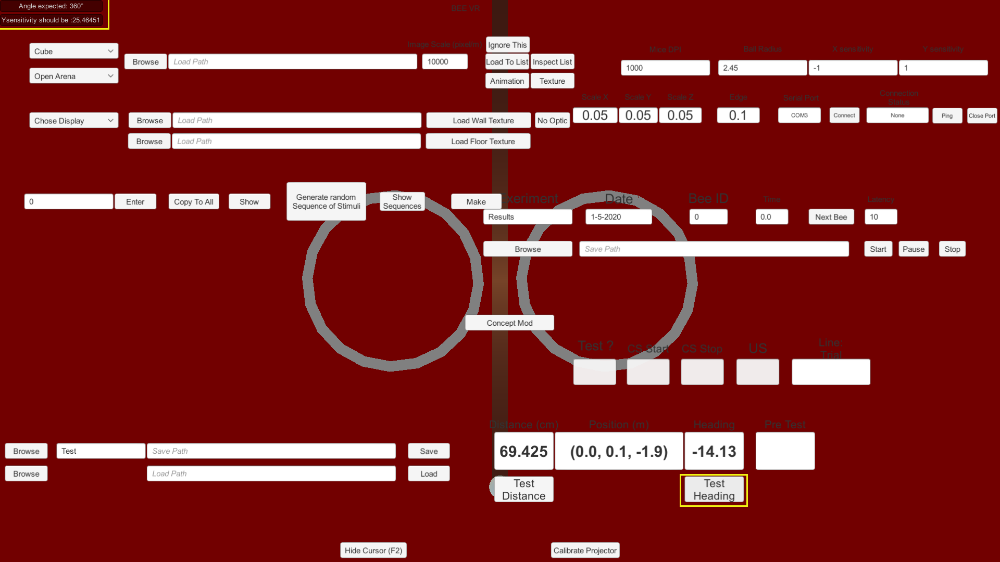 Angle expected: 360°
Ysensitivity should be :25.46451
BEE VR
Cube
Open Arena
Browse
Load Path
Image Scale (pixel/m)
10000
Ignore This
Load To List
Inspect List
Animation
Texture
Mice DPI
Ball Radius
X sensitivity
Y sensitivity
1000
2.45
-1
1
Chose Display
Browse
Load Path
Load Wall Texture
No Optic
Browse
Load Path
Load Floor Texture
Scale X
Scale Y
Scale Z
Edge
Serial Port
Connection
Status
0.05
0.05
0.05
0.1
COM3
Connect
None
Ping
Close Port
0
Enter
Copy To All
Show
Generate random
Sequence of Stimuli
Show
Sequences
Make
xeriment
Date
Bee ID
Time
Latency
Results
1-5-2020
0
0.0
Next Bee
10
Browse
Save Path
Start
Pause
Stop
Concept Mod
Test ?
CS Start
CS Stop
US
Line:
Trial
Distance (cm)
Position (m)
Heading
Pre Test
69.425
(0.0, 0.1, -1.9)
-14.13
Test
Distance
Test
Heading
Browse
Test
Save Path
Save
Browse
Load Path
Load
Hide Cursor (F2)
Calibrate Projector